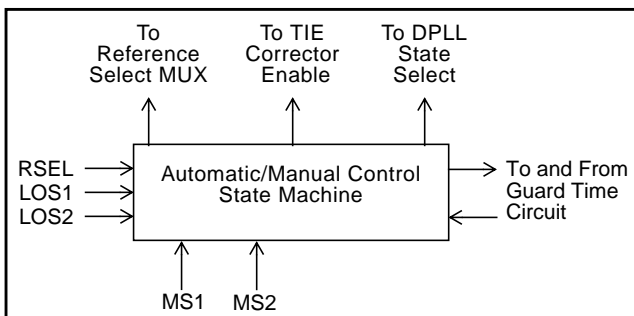 To
Reference
Select MUX
To TIE
Corrector
Enable
To DPLL
State
Select
RSEL
LOS1
LOS2
Automatic/Manual Control
State Machine
To and From
Guard Time
Circuit
MS1
MS2